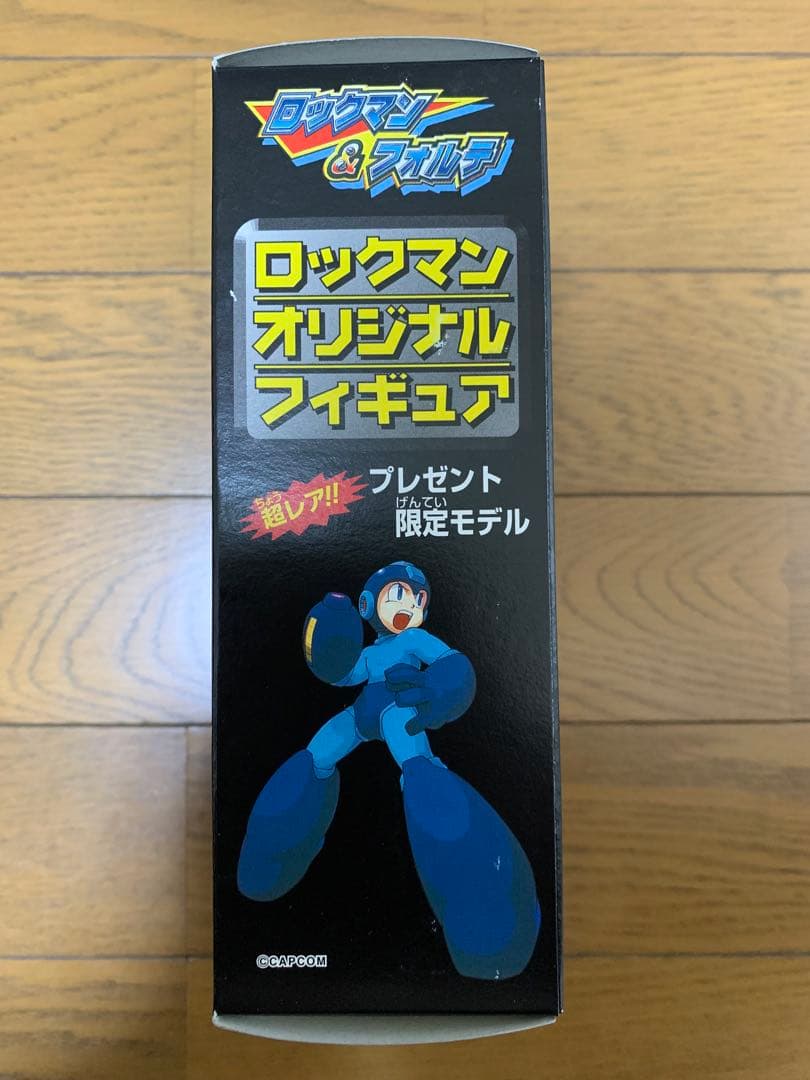 ロックマン
&フォルテ
ロックマン
オリジナル
フィギュア
ちょう
超レア!!
プレゼント
げんてい
限定モデル
©CAPCOM